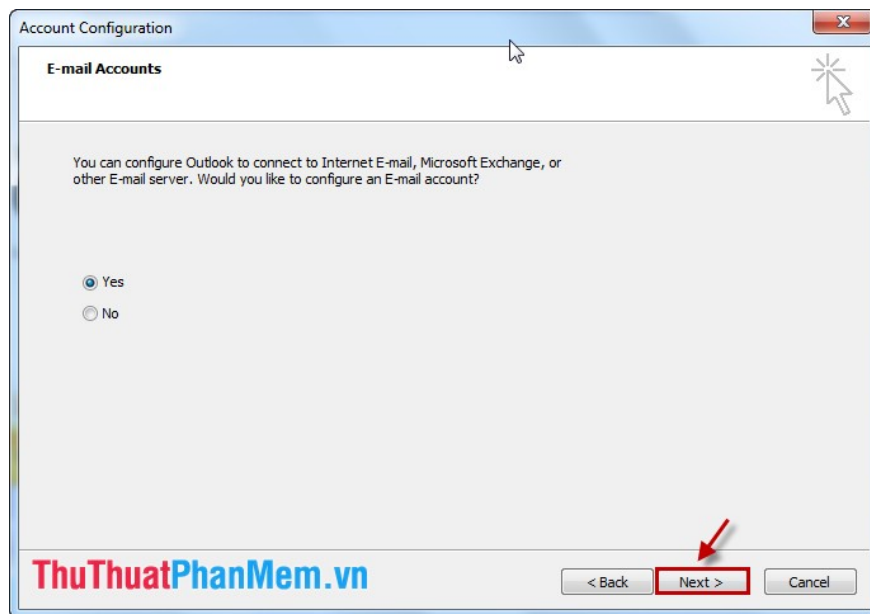 Account Configuration
E-mail Accounts
You can configure Outlook to connect to Internet E-mail, Microsoft Exchange, or
other E-mail server. Would you like to configure an E-mail account?
Yes
No
ThuThuatPhanMem.vn
< Back Next > Cancel